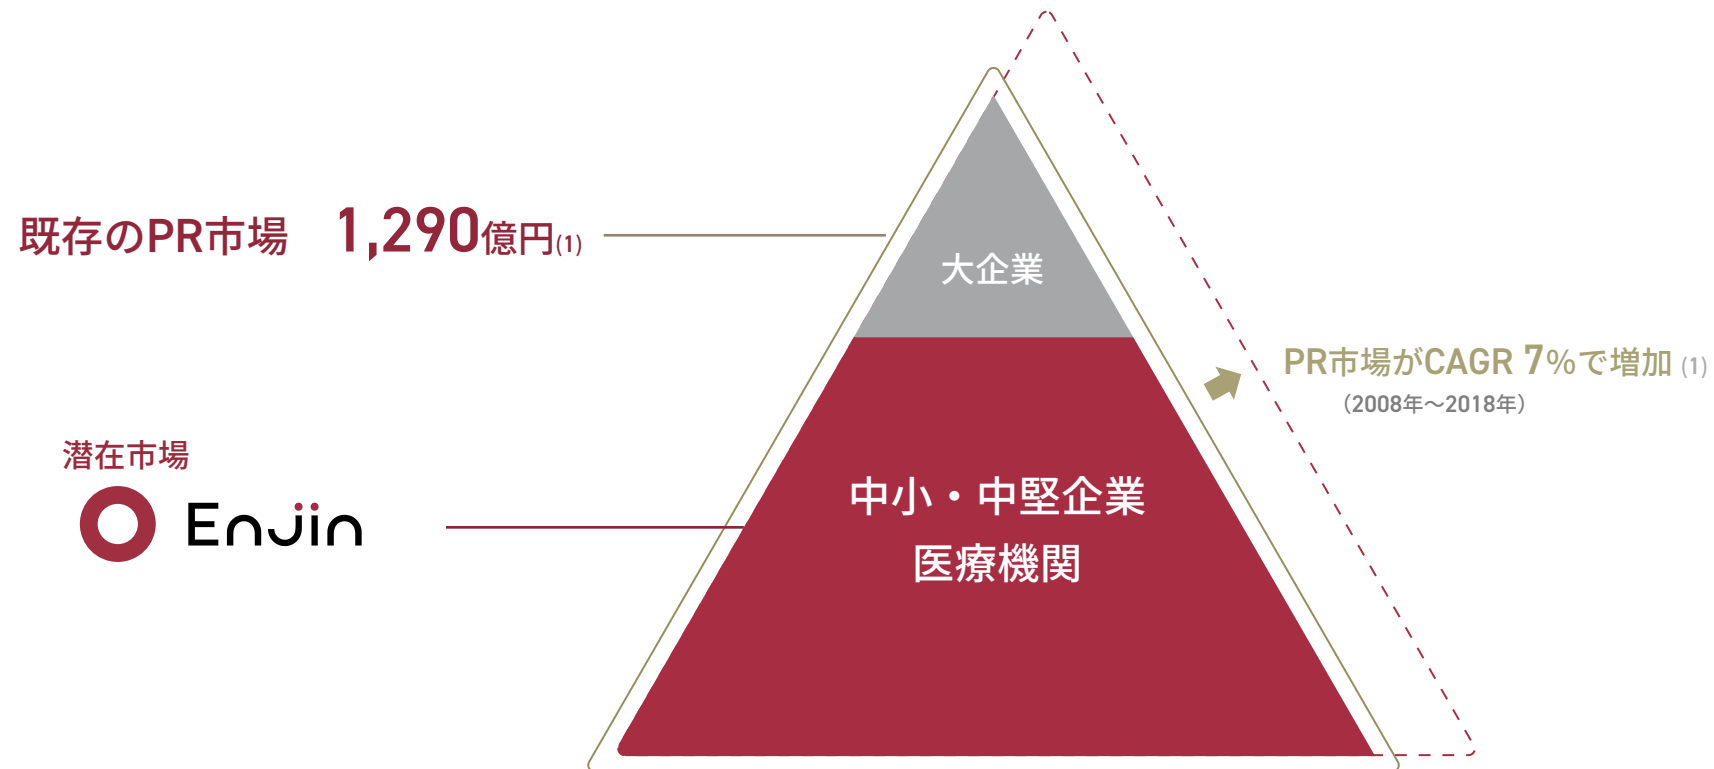 既存のPR市場 1,290億円(1)
大企業
PR市場がCAGR 7%で増加 (1)
（2008年〜2018年）
潜在市場
Enjin
中小・中堅企業
医療機関